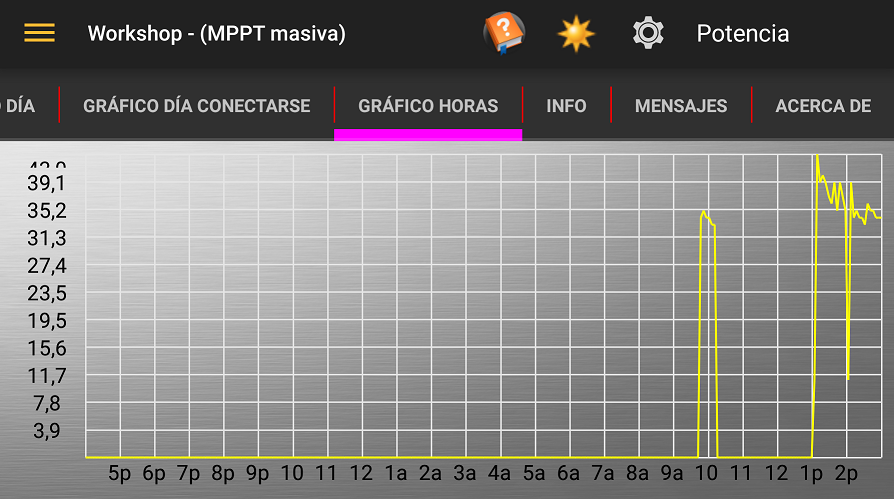 Workshop - (MPPT masiva)
?
Potencia
DÍA
GRÁFICO DÍA CONECTARSE
GRÁFICO HORAS
INFO
MENSAJES
ACERCA DE
39,1
35,2
31,3
27,4
23,5
19,5
15,6
11,7
7,8
3,9
5p 6p 7p 8p 9p 10 11 12 1a 2a 3a 4a 5a 6a 7a 8a 9a 10 11 12 1p 2p